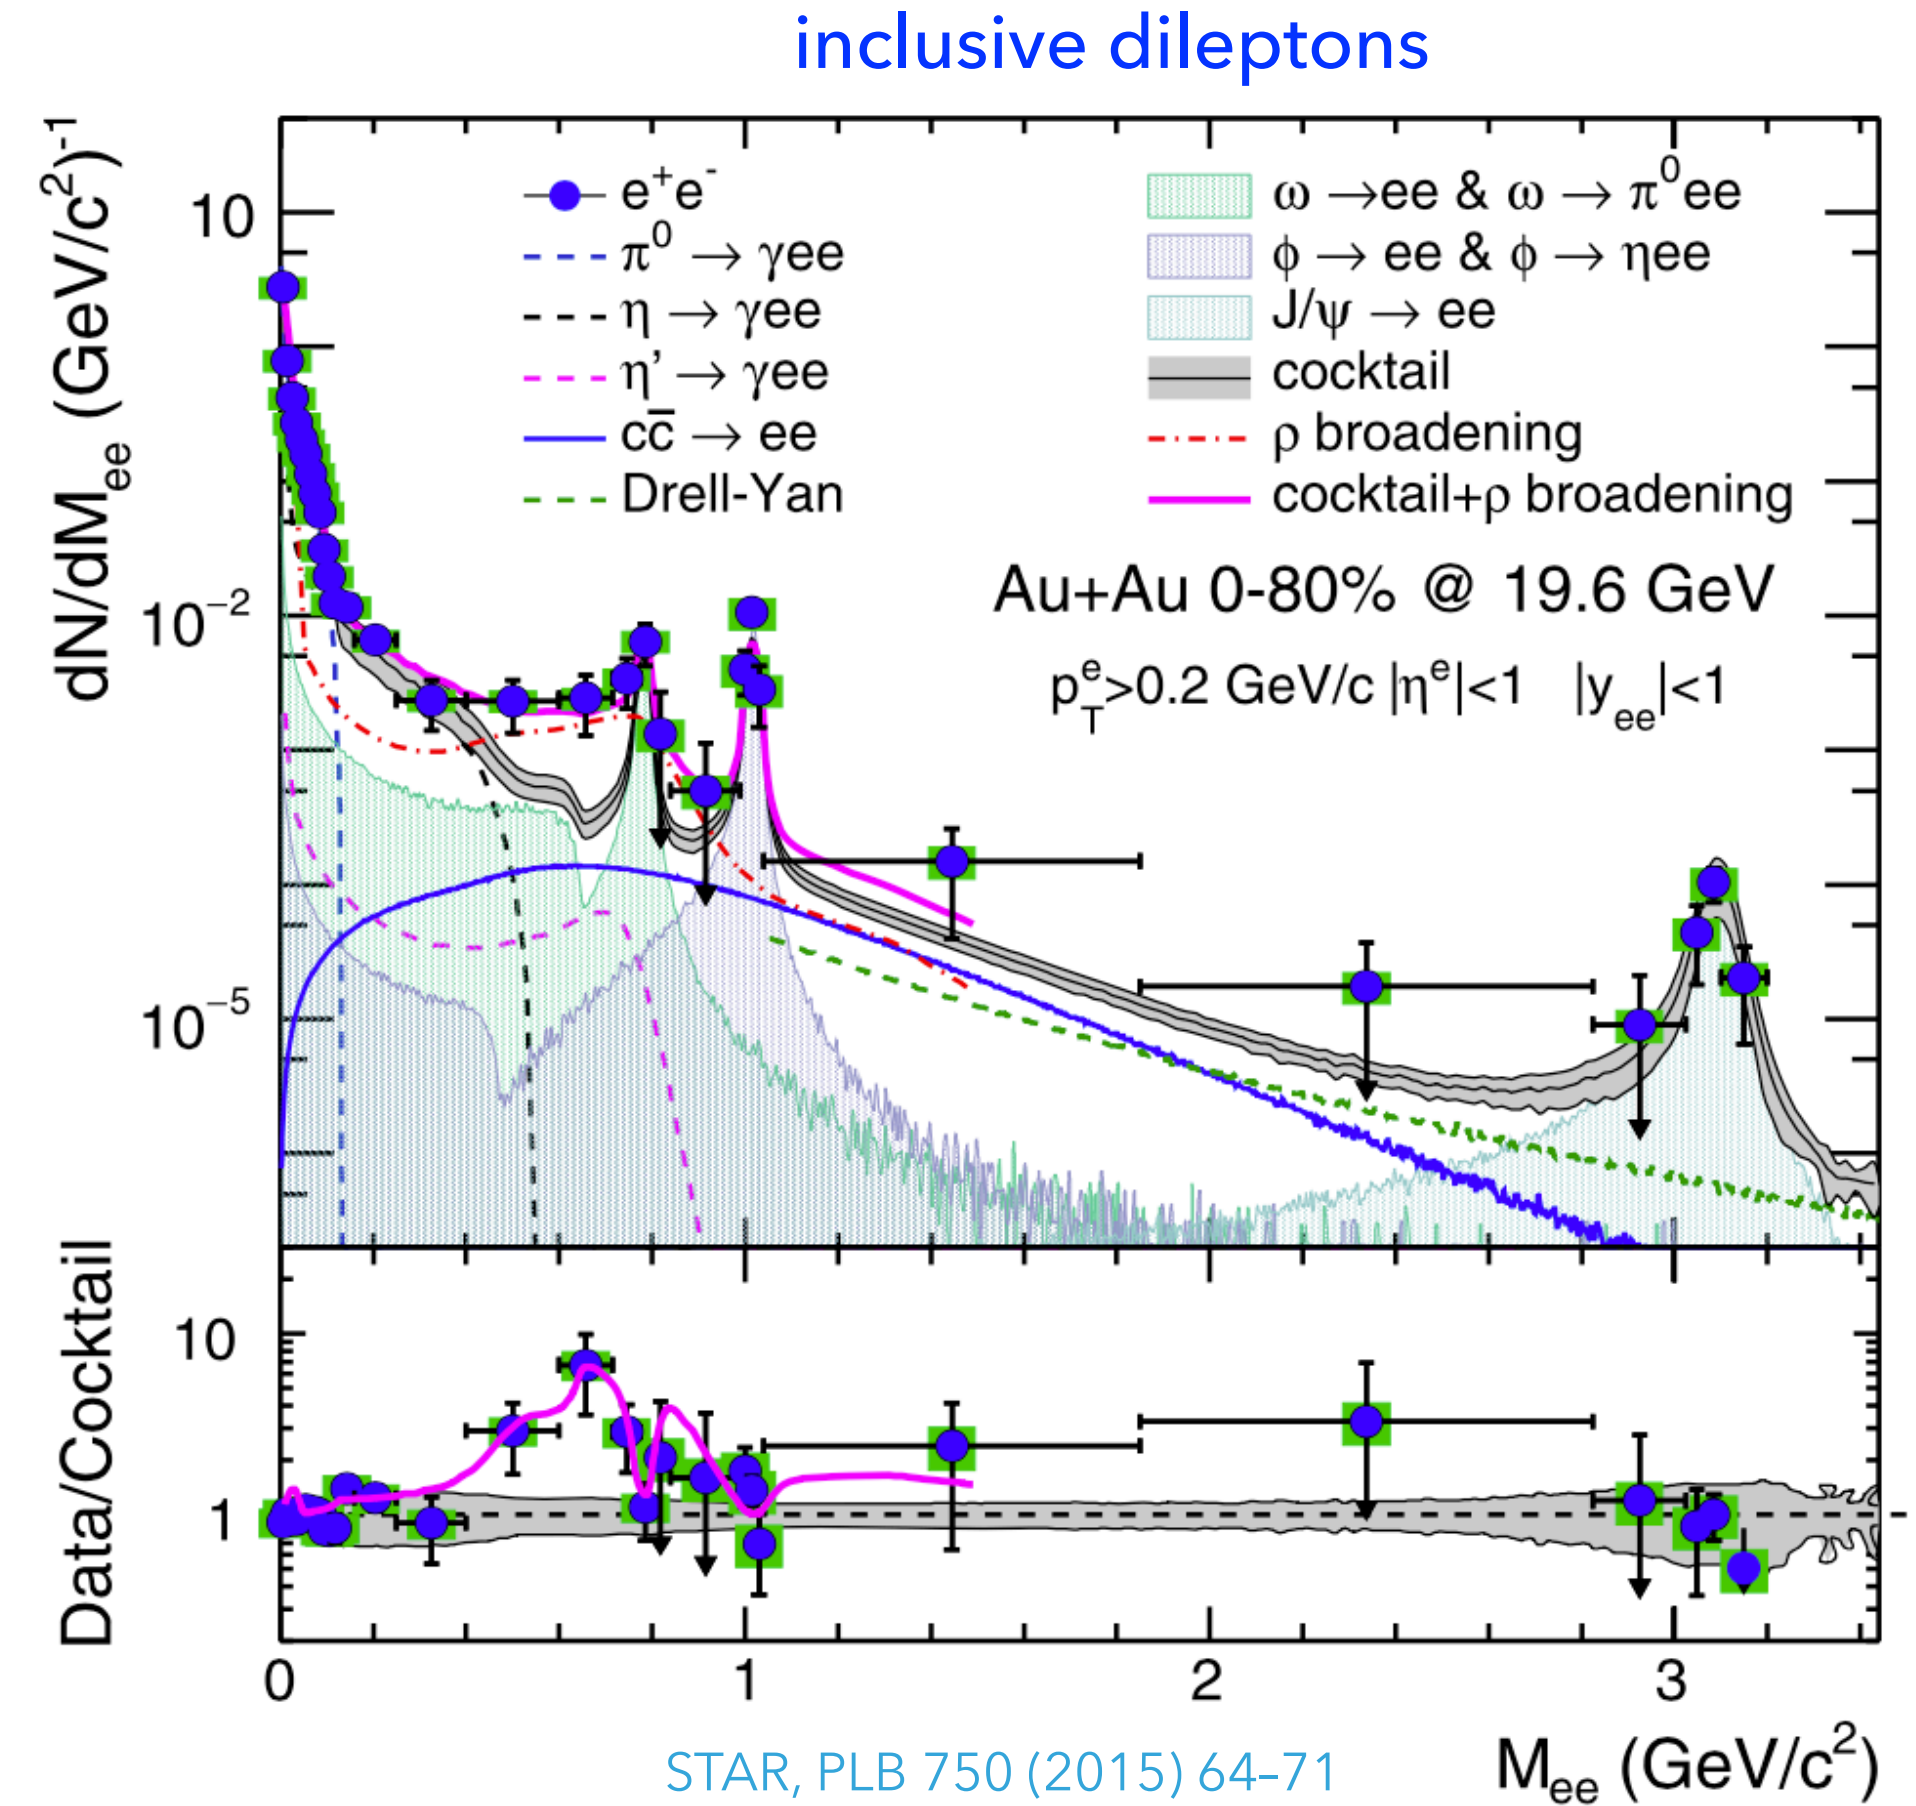 inclusive dileptons
dN/dM_ee (GeV/c²)⁻¹
10
10⁻²
10⁻⁵
e⁺e⁻
π⁰ → γee
η → γee
η’ → γee
cc̅ → ee
Drell-Yan
ω →ee & ω → π⁰ee
ϕ → ee & ϕ → ηee
J/ψ → ee
cocktail
ρ broadening
cocktail+ρ broadening
Au+Au 0-80% @ 19.6 GeV
p_T^e>0.2 GeV/c |η^e|<1 |y_ee|<1
Data/Cocktail
10
1
0 1 2 3
M_ee (GeV/c²)
STAR, PLB 750 (2015) 64–71